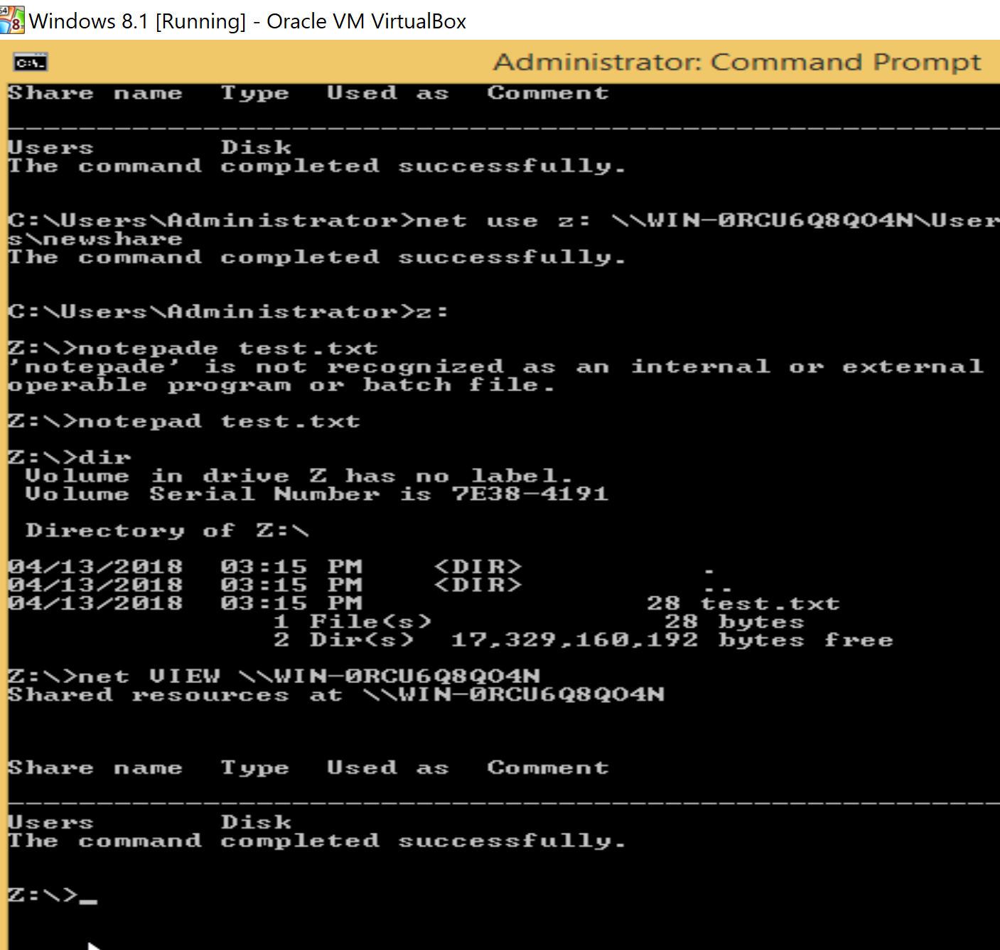 Windows 8.1 [Running] - Oracle VM VirtualBox
Administrator: Command Prompt
Share name  Type  Used as  Comment
-------------------------------------------------------
Users       Disk
The command completed successfully.
C:\Users\Administrator>net use z: \\WIN-0RCU6Q8QO4N\User
s\newshare
The command completed successfully.
C:\Users\Administrator>z:
Z:\>notepade test.txt
'notepade' is not recognized as an internal or external
operable program or batch file.
Z:\>notepad test.txt
Z:\>dir
 Volume in drive Z has no label.
 Volume Serial Number is 7E38-4191
 Directory of Z:\
04/13/2018  03:15 PM    <DIR>          .
04/13/2018  03:15 PM    <DIR>          ..
04/13/2018  03:15 PM                28 test.txt
               1 File(s)             28 bytes
               2 Dir(s)  17,329,160,192 bytes free
Z:\>net VIEW \\WIN-0RCU6Q8QO4N
Shared resources at \\WIN-0RCU6Q8QO4N
Share name  Type  Used as  Comment
-------------------------------------------------------
Users       Disk
The command completed successfully.
Z:\>_